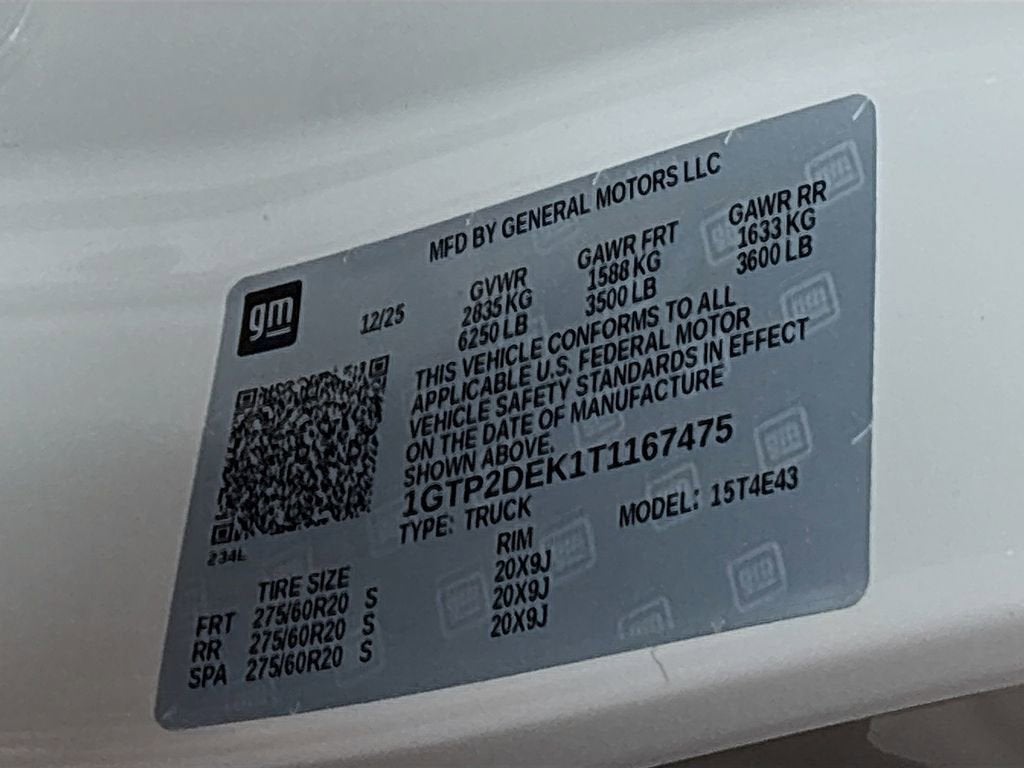 MFD BY GENERAL MOTORS LLC
gm
12/25
GVWR GAWR FRT GAWR RR
2835 KG 1588 KG 1633 KG
6250 LB 3500 LB 3600 LB
THIS VEHICLE CONFORMS TO ALL
APPLICABLE U.S. FEDERAL MOTOR
VEHICLE SAFETY STANDARDS IN EFFECT
ON THE DATE OF MANUFACTURE
SHOWN ABOVE.
1GTP2DEK1T1167475
TYPE: TRUCK MODEL: 15T4E43
234L
TIRE SIZE RIM
FRT 275/60R20 S 20X9J
RR 275/60R20 S 20X9J
SPA 275/60R20 S 20X9J